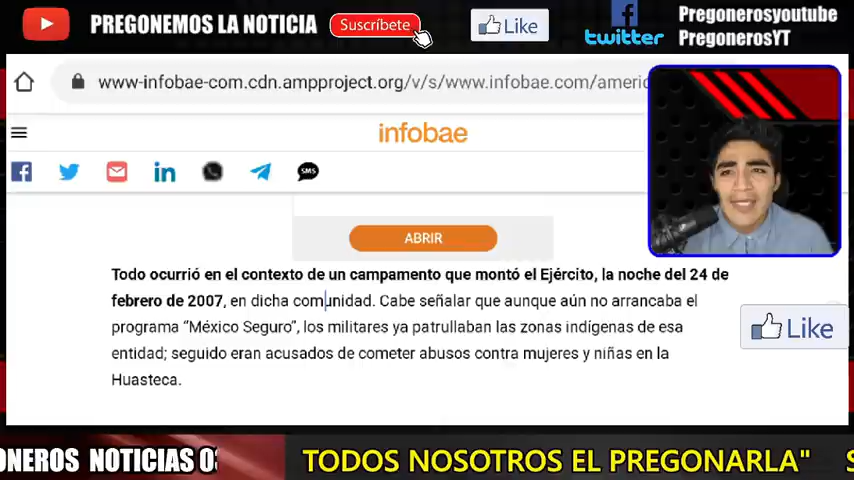 PREGONEMOS LA NOTICIA
Suscríbete
Like
twitter
Pregonerosyoutube
PregonerosYT
www-infobae-com.cdn.ampproject.org/v/s/www.infobae.com/americ
infobae
SMS
ABRIR
Todo ocurrió en el contexto de un campamento que montó el Ejército, la noche del 24 de
febrero de 2007, en dicha comunidad. Cabe señalar que aunque aún no arrancaba el
programa “México Seguro”, los militares ya patrullaban las zonas indígenas de esa
entidad; seguido eran acusados de cometer abusos contra mujeres y niñas en la
Huasteca.
Like
ONEROS NOTICIAS 03
TODOS NOSOTROS EL PREGONARLA" S